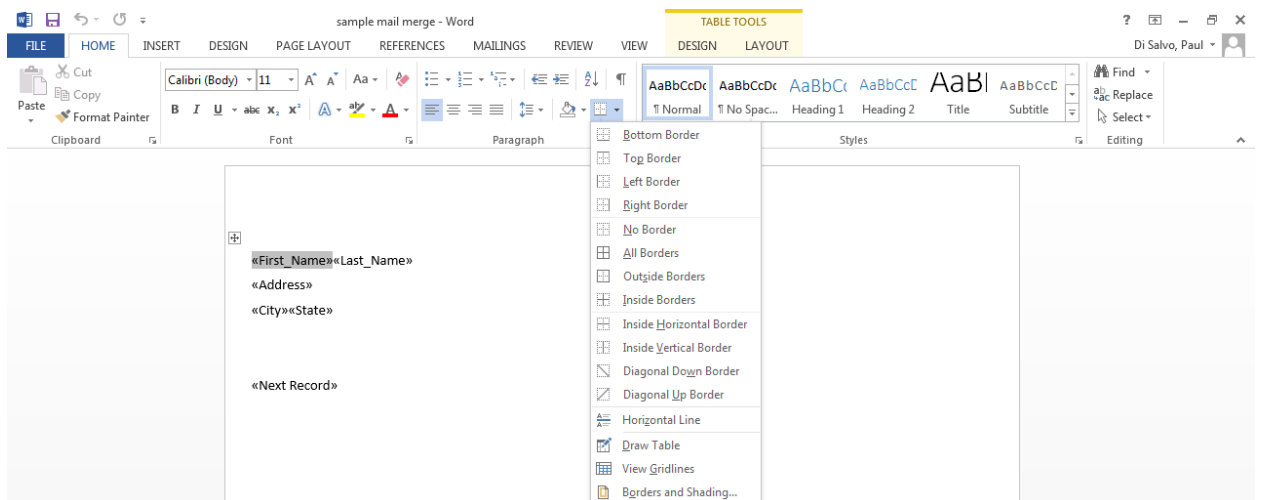 sample mail merge - Word
TABLE TOOLS
?
FILE HOME INSERT DESIGN PAGE LAYOUT REFERENCES MAILINGS REVIEW VIEW DESIGN LAYOUT
Di Salvo, Paul
Paste
Cut
Copy
Format Painter
Clipboard
Calibri (Body) 11 A A Aa
B I U abc X₂ X² A aby A
Font
Paragraph
AaBbCcDc AaBbCcDc AaBbCc AaBbCcD AaB AaBbCcD
¶ Normal ¶ No Spac... Heading 1 Heading 2 Title Subtitle
Styles
Find
Replace
Select
Editing
Bottom Border
Top Border
Left Border
Right Border
No Border
All Borders
Outside Borders
Inside Borders
Inside Horizontal Border
Inside Vertical Border
Diagonal Down Border
Diagonal Up Border
Horizontal Line
Draw Table
View Gridlines
Borders and Shading...
«First_Name»«Last_Name»
«Address»
«City»«State»
«Next Record»